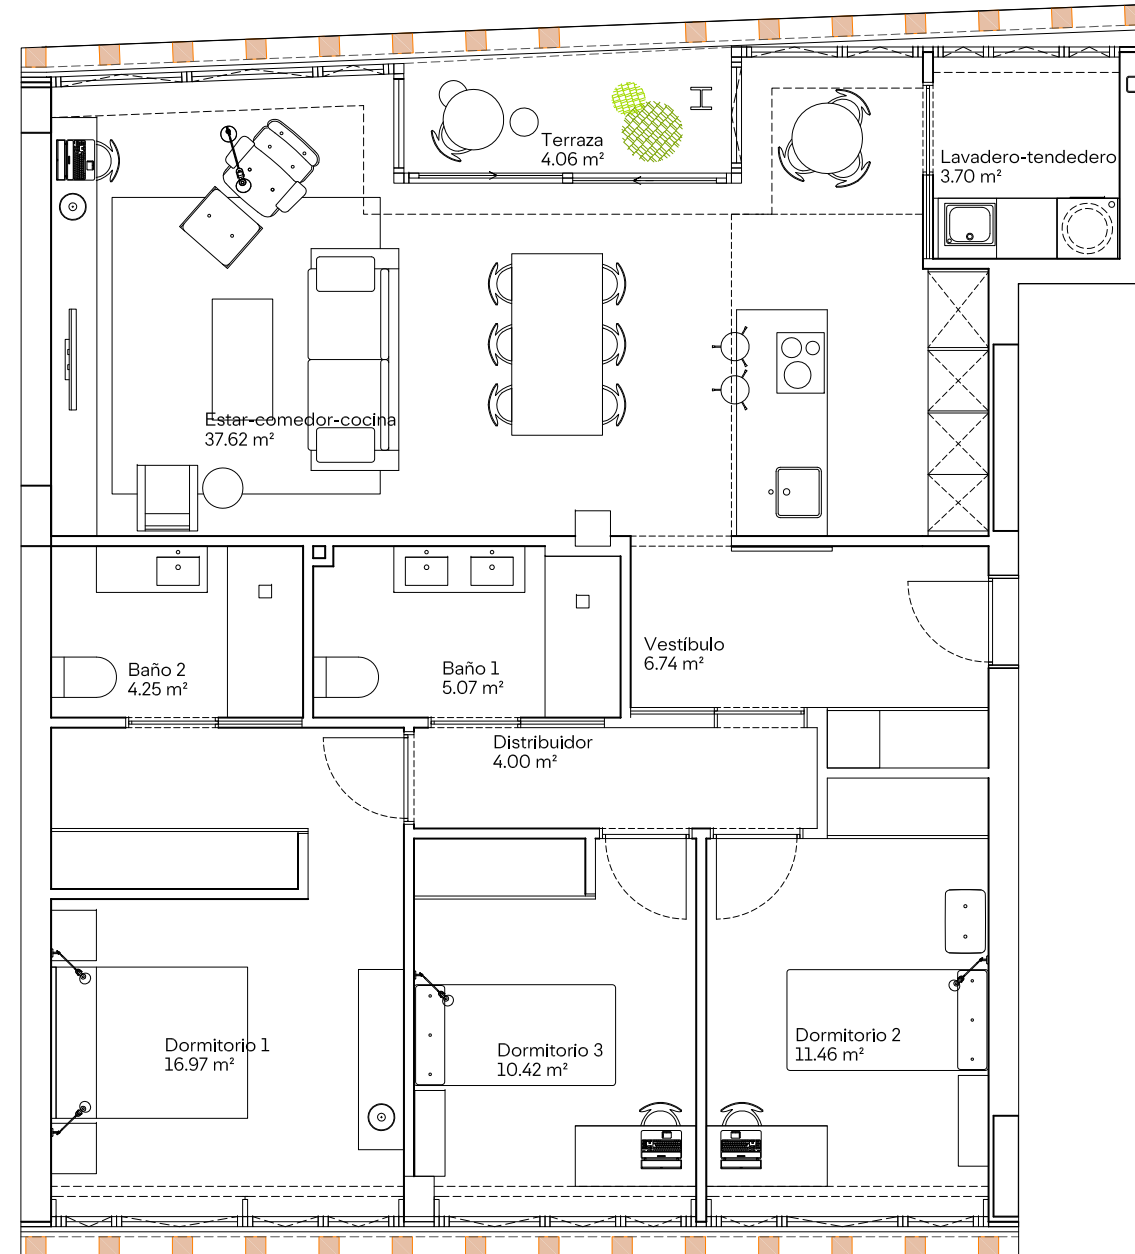 Terraza
4.06 m²
Lavadero-tendedero
3.70 m²
Estar-comedor-cocina
37.62 m²
Vestíbulo
6.74 m²
Baño 2
4.25 m²
Baño 1
5.07 m²
Distribuidor
4.00 m²
Dormitorio 1
16.97 m²
Dormitorio 3
10.42 m²
Dormitorio 2
11.46 m²